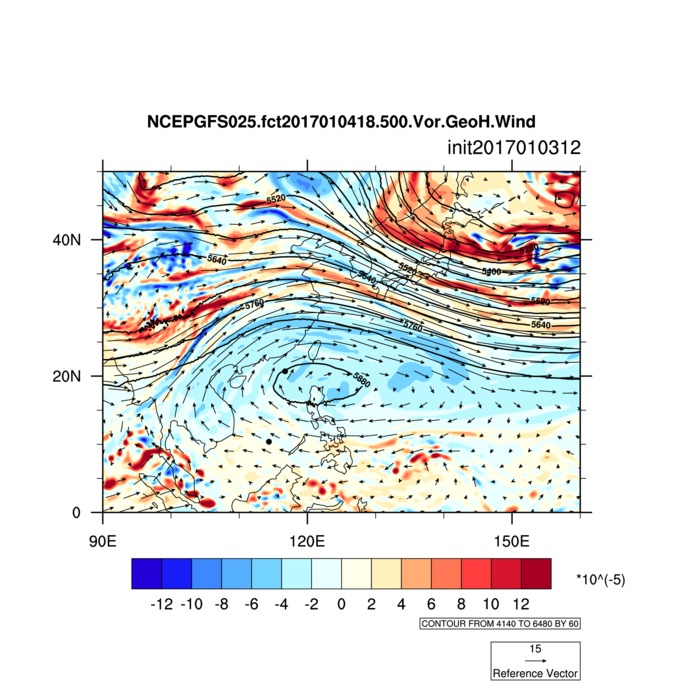 NCEPGFS025.fct2017010418.500.Vor.GeoH.Wind
init2017010312
5520
40N
5640
5640
5520
5280
5400
5760
5580
5760
5640
20N
5880
0
90E 120E 150E
-12 -10 -8 -6 -4 -2 0 2 4 6 8 10 12
*10^(-5)
CONTOUR FROM 4140 TO 6480 BY 60
15
Reference Vector